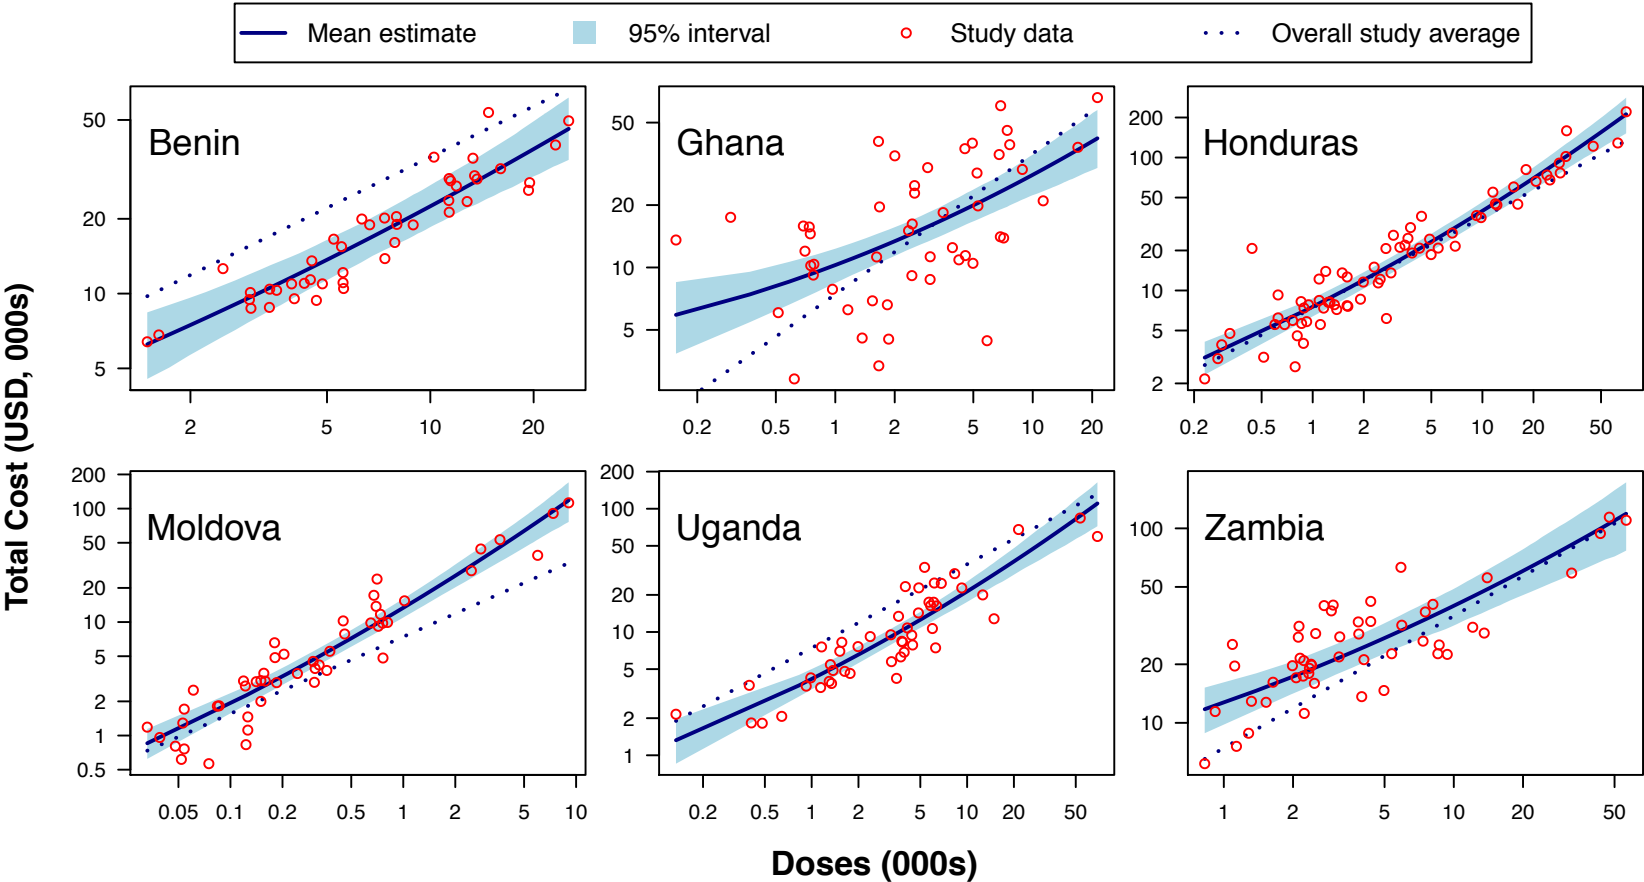 Mean estimate 95% interval Study data Overall study average
Total Cost (USD, 000s)
Benin
50
20
10
5
2 5 10 20
Ghana
50
20
10
5
0.2 0.5 1 2 5 10 20
Honduras
200
100
50
20
10
5
2
0.2 0.5 1 2 5 10 20 50
Moldova
200
100
50
20
10
5
2
1
0.5
0.05 0.1 0.2 0.5 1 2 5 10
Uganda
200
100
50
20
10
5
2
1
0.2 0.5 1 2 5 10 20 50
Zambia
100
50
20
10
1 2 5 10 20 50
Doses (000s)